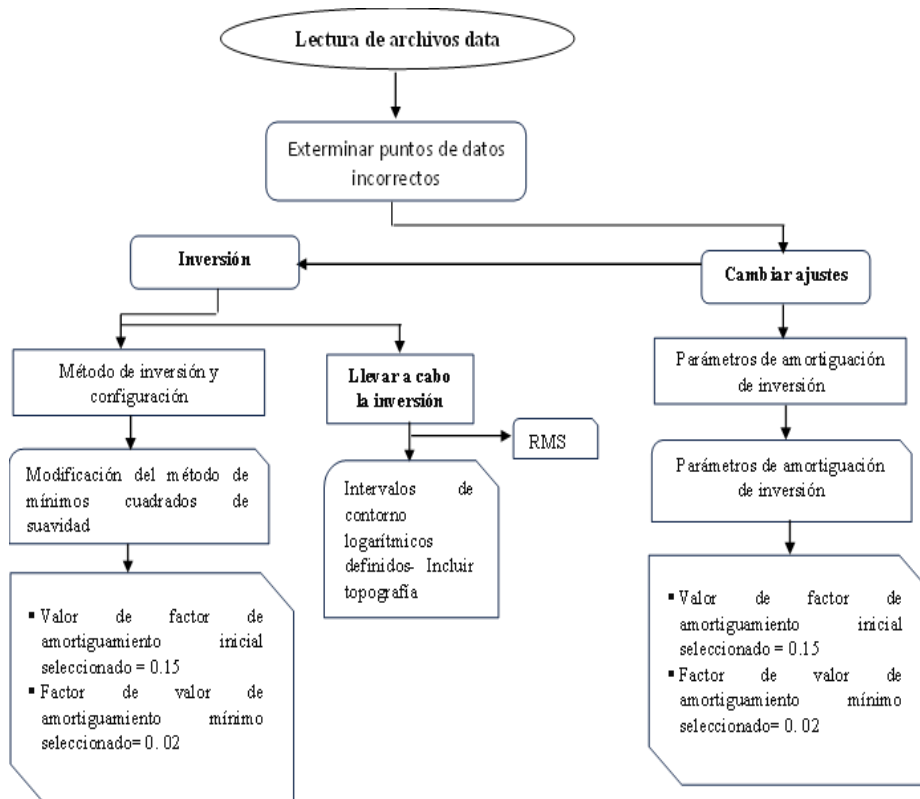 Lectura de archivos data
Exterminar puntos de datos
incorrectos
Inversión
Cambiar ajustes
Método de inversión y
configuración
Llevar a cabo
la inversión
Parámetros de amortiguación
de inversión
RMS
Modificación del método de
mínimos cuadrados de
suavidad
Intervalos de
contorno
logarítmicos
definidos- Incluir
topografía
Parámetros de amortiguación
de inversión
▪ Valor de factor de
amortiguamiento inicial
seleccionado = 0.15
▪ Factor de valor de
amortiguamiento mínimo
seleccionado= 0. 02
▪ Valor de factor de
amortiguamiento inicial
seleccionado = 0.15
▪ Factor de valor de
amortiguamiento mínimo
seleccionado= 0. 02